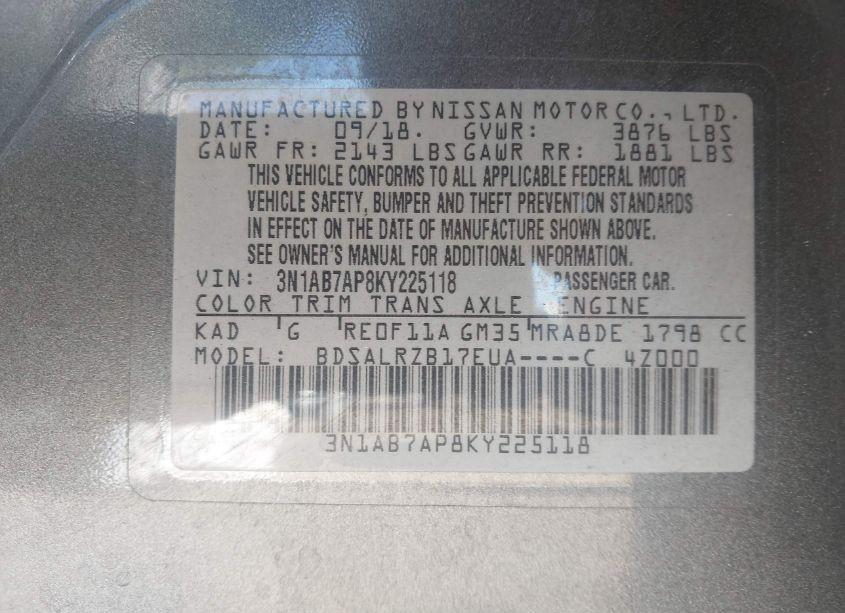 MANUFACTURED BY NISSAN MOTOR CO., LTD.
DATE: 09/18. GVWR: 3876 LBS
GAWR FR: 2143 LBS GAWR RR: 1881 LBS
THIS VEHICLE CONFORMS TO ALL APPLICABLE FEDERAL MOTOR
VEHICLE SAFETY, BUMPER AND THEFT PREVENTION STANDARDS
IN EFFECT ON THE DATE OF MANUFACTURE SHOWN ABOVE.
SEE OWNER'S MANUAL FOR ADDITIONAL INFORMATION.
VIN: 3N1AB7AP8KY225118 PASSENGER CAR.
COLOR TRIM TRANS AXLE ENGINE
KAD G RE0F11A GM35 MRA8DE 1798 CC
MODEL: BDSALRZB17EUA----C 4Z000
3N1AB7AP8KY225118